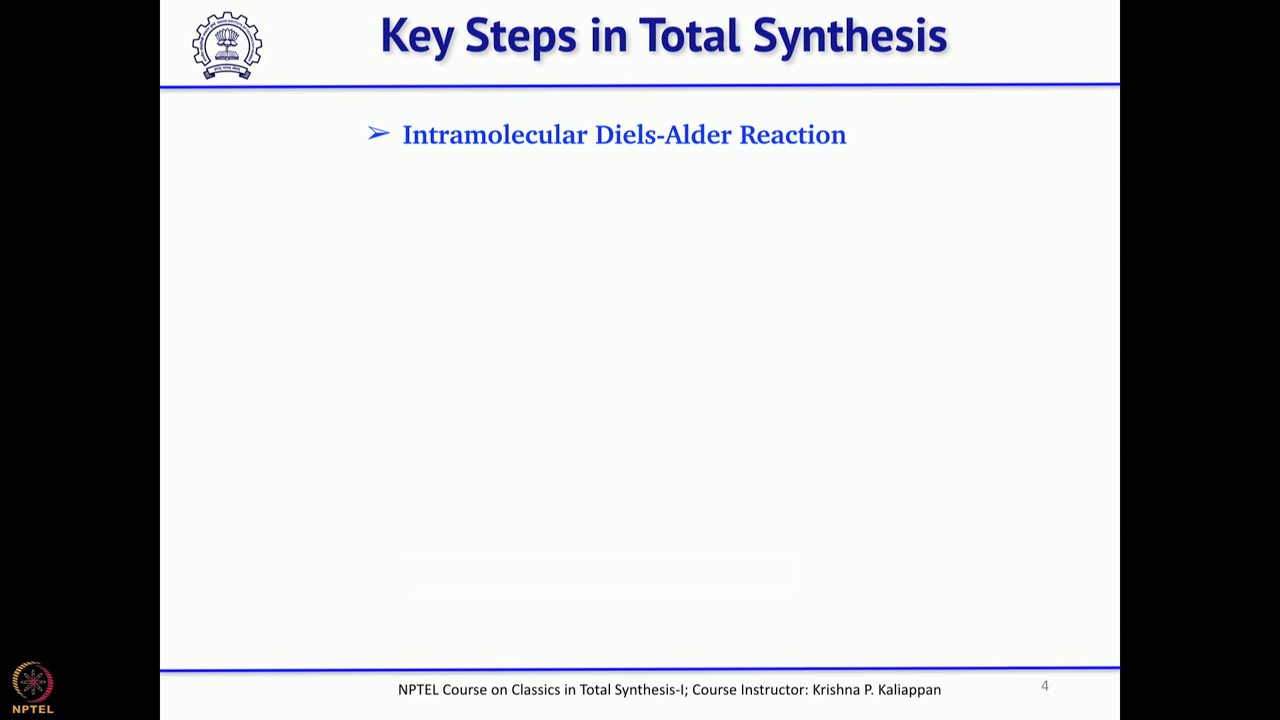 Key Steps in Total Synthesis
➢ Intramolecular Diels-Alder Reaction
NPTEL Course on Classics in Total Synthesis-I; Course Instructor: Krishna P. Kaliappan
4
NPTEL